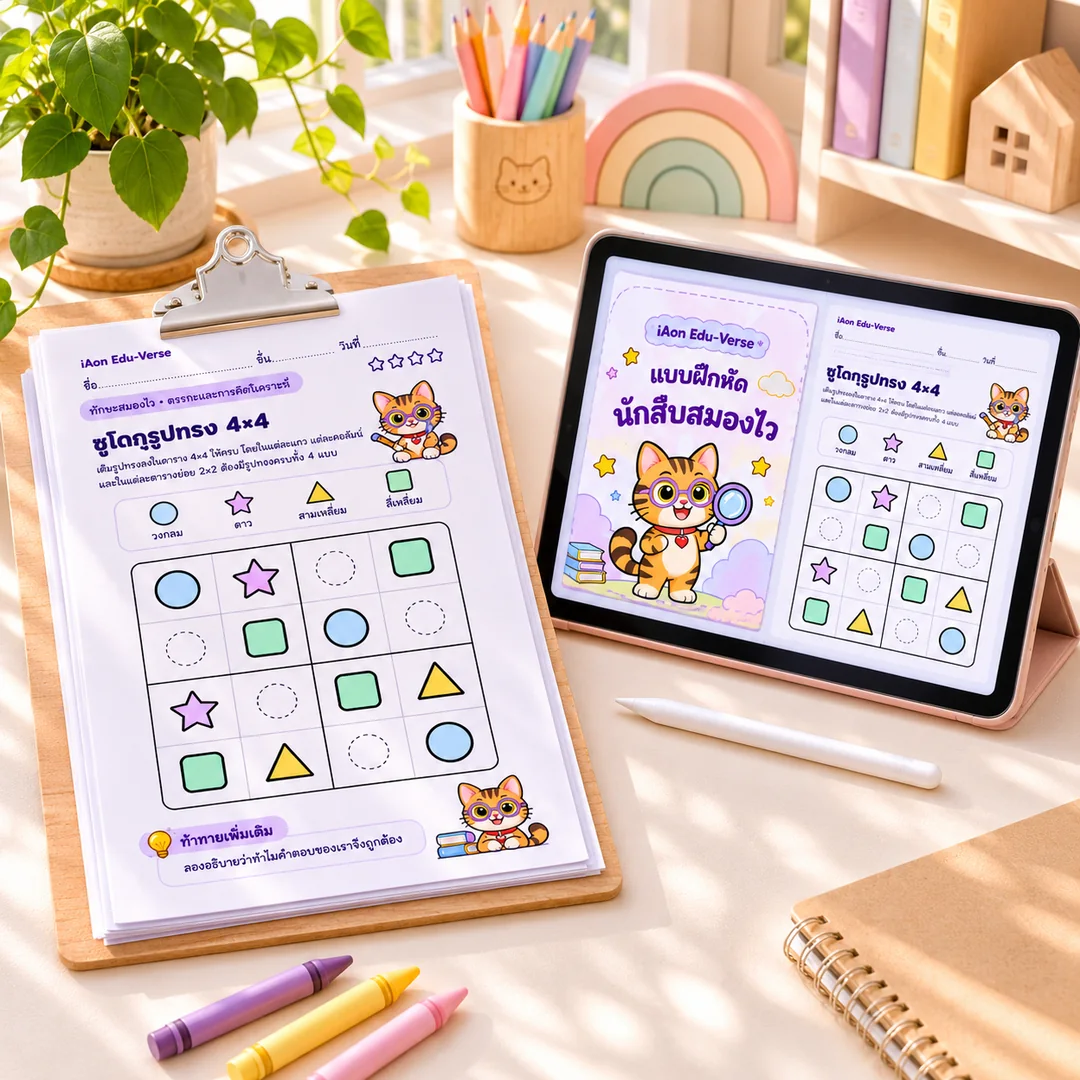 iAon Edu-Verse
ชื่อ ชั้น วันที่
ทักษะสมองไว • ตรรกะและการคิดวิเคราะห์
ซูโดกุรูปทรง 4×4
เติมรูปทรงลงในตาราง 4×4 ให้ครบ โดยในแต่ละแถว แต่ละคอลัมน์
และในแต่ละตารางย่อย 2×2 ต้องมีรูปทรงครบทั้ง 4 แบบ
วงกลม ดาว สามเหลี่ยม สี่เหลี่ยม
ท้าทายเพิ่มเติม
ลองอธิบายว่าทำไมคำตอบของเราจึงถูกต้อง
iAon Edu-Verse
แบบฝึกหัด
นักสืบสมองไว
iAon Edu-Verse
ชื่อ ชั้น วันที่
ซูโดกุรูปทรง 4×4
วงกลม ดาว สามเหลี่ยม สี่เหลี่ยม